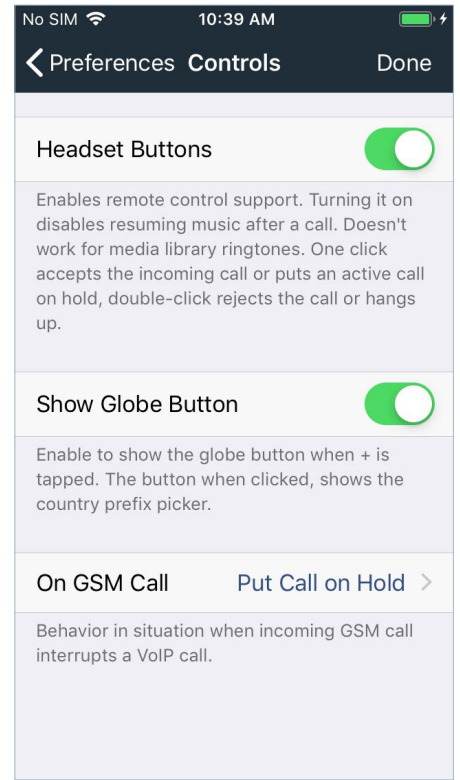 No SIM 10:39 AM
Preferences Controls Done
Headset Buttons
Enables remote control support. Turning it on
disables resuming music after a call. Doesn't
work for media library ringtones. One click
accepts the incoming call or puts an active call
on hold, double-click rejects the call or hangs
up.
Show Globe Button
Enable to show the globe button when + is
tapped. The button when clicked, shows the
country prefix picker.
On GSM Call Put Call on Hold
Behavior in situation when incoming GSM call
interrupts a VoIP call.